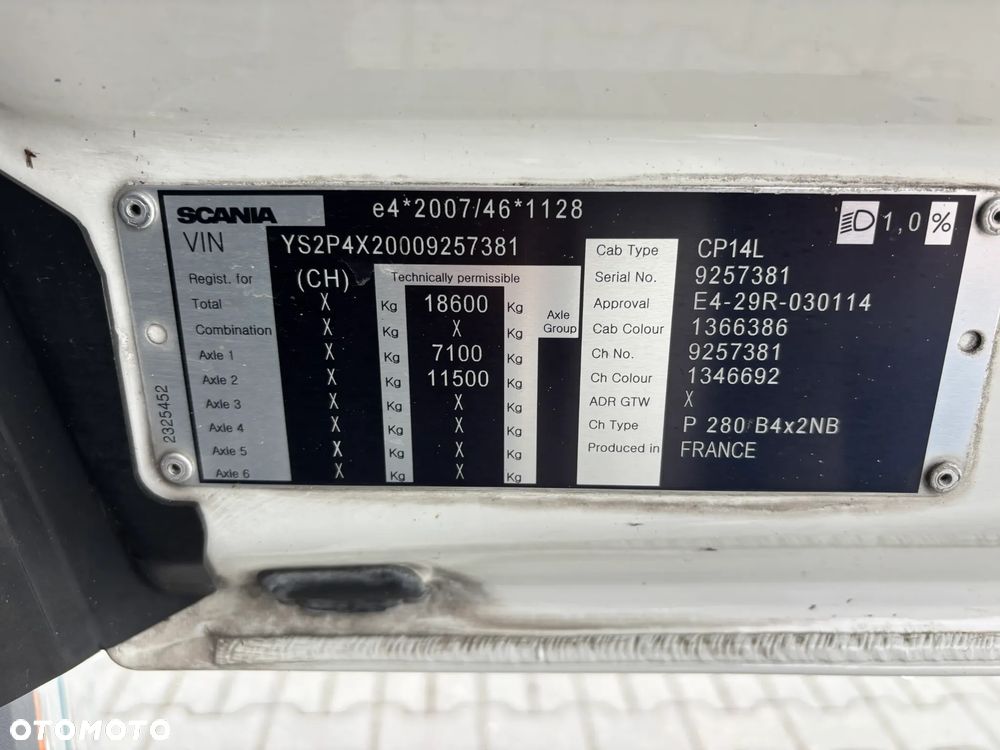 SCANIA e4*2007/46*1128 1,0 %
VIN YS2P4X20009257381
Regist. for (CH) Technically permissible
Total X Kg 18600 Kg Axle Group
Combination X X
Axle 1 X Kg 7100 Kg
Axle 2 X Kg 11500 Kg
Axle 3 X Kg X Kg
Axle 4 X Kg X Kg
Axle 5 X Kg X Kg
Axle 6 X Kg X Kg
Cab Type CP14L
Serial No. 9257381
Approval E4-29R-030114
Cab Colour 1366386
Ch No. 9257381
Ch Colour 1346692
ADR GTW X
Ch Type P 280 B4x2NB
Produced in FRANCE
2325452
OTOMOTO